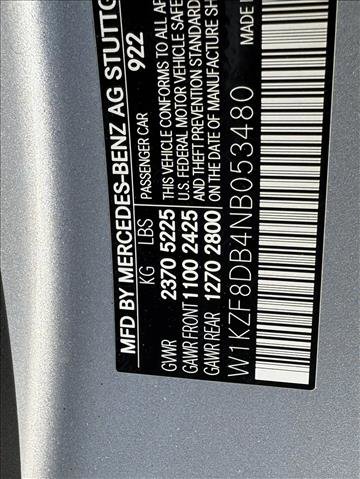 MFD BY MERCEDES-BENZ AG STUTTG
922
KG LBS PASSENGER CAR
GVWR 2370 5225 THIS VEHICLE CONFORMS TO ALL AP
GAWR FRONT 1100 2425 U.S. FEDERAL MOTOR VEHICLE SAFE
AND THEFT PREVENTION STANDARD
GAWR REAR 1270 2800 ON THE DATE OF MANUFACTURE SH
W1KZF8DB4NB053480 MADE IN